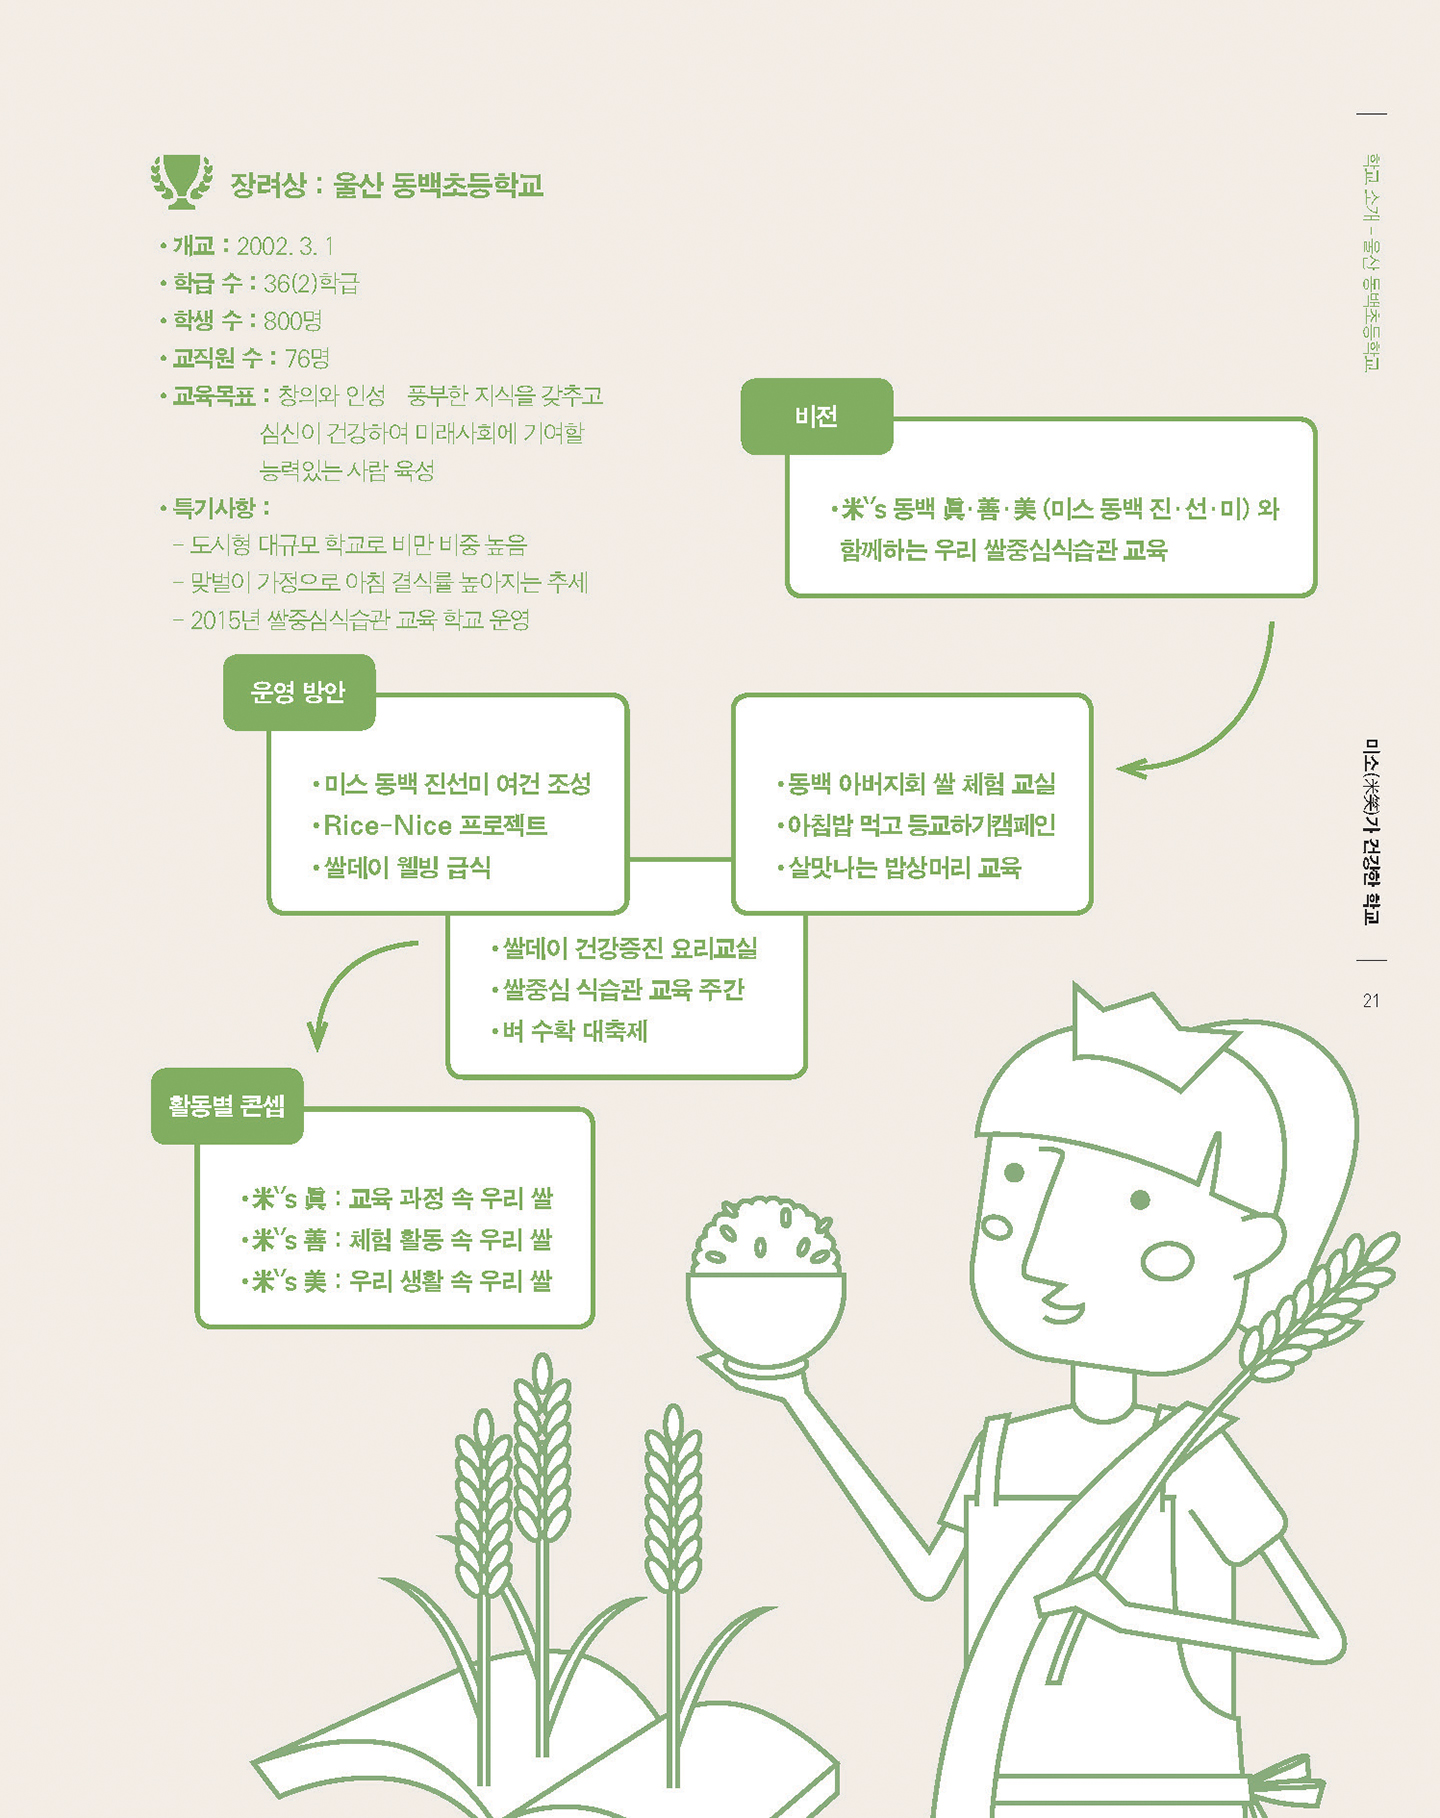 장려상 : 울산 동백초등학교
• 개교 : 2002. 3. 1
• 학급 수 : 36(2)학급
• 학생 수 : 800명
• 교직원 수 : 76명
• 교육목표 : 창의와 인성 풍부한 지식을 갖추고
심신이 건강하여 미래사회에 기여할
능력있는 사람 육성
• 특기사항 :
- 도시형 대규모 학교로 비만 비중 높음
- 맞벌이 가정으로 아침 결식률 높아지는 추세
- 2015년 쌀중심식습관 교육 학교 운영
비전
• 米's 동백 眞·善·美 (미스 동백 진·선·미) 와
함께하는 우리 쌀중심식습관 교육
운영 방안
• 미스 동백 진선미 여건 조성
• Rice-Nice 프로젝트
• 쌀데이 웰빙 급식
• 동백 아버지회 쌀 체험 교실
• 아침밥 먹고 등교하기캠페인
• 살맛나는 밥상머리 교육
• 쌀데이 건강증진 요리교실
• 쌀중심 식습관 교육 주간
• 벼 수확 대축제
활동별 콘셉
• 米's 眞 : 교육 과정 속 우리 쌀
• 米's 善 : 체험 활동 속 우리 쌀
• 米's 美 : 우리 생활 속 우리 쌀
학교 소개 - 울산 동백초등학교
미소(米笑)가 건강한 학교
21